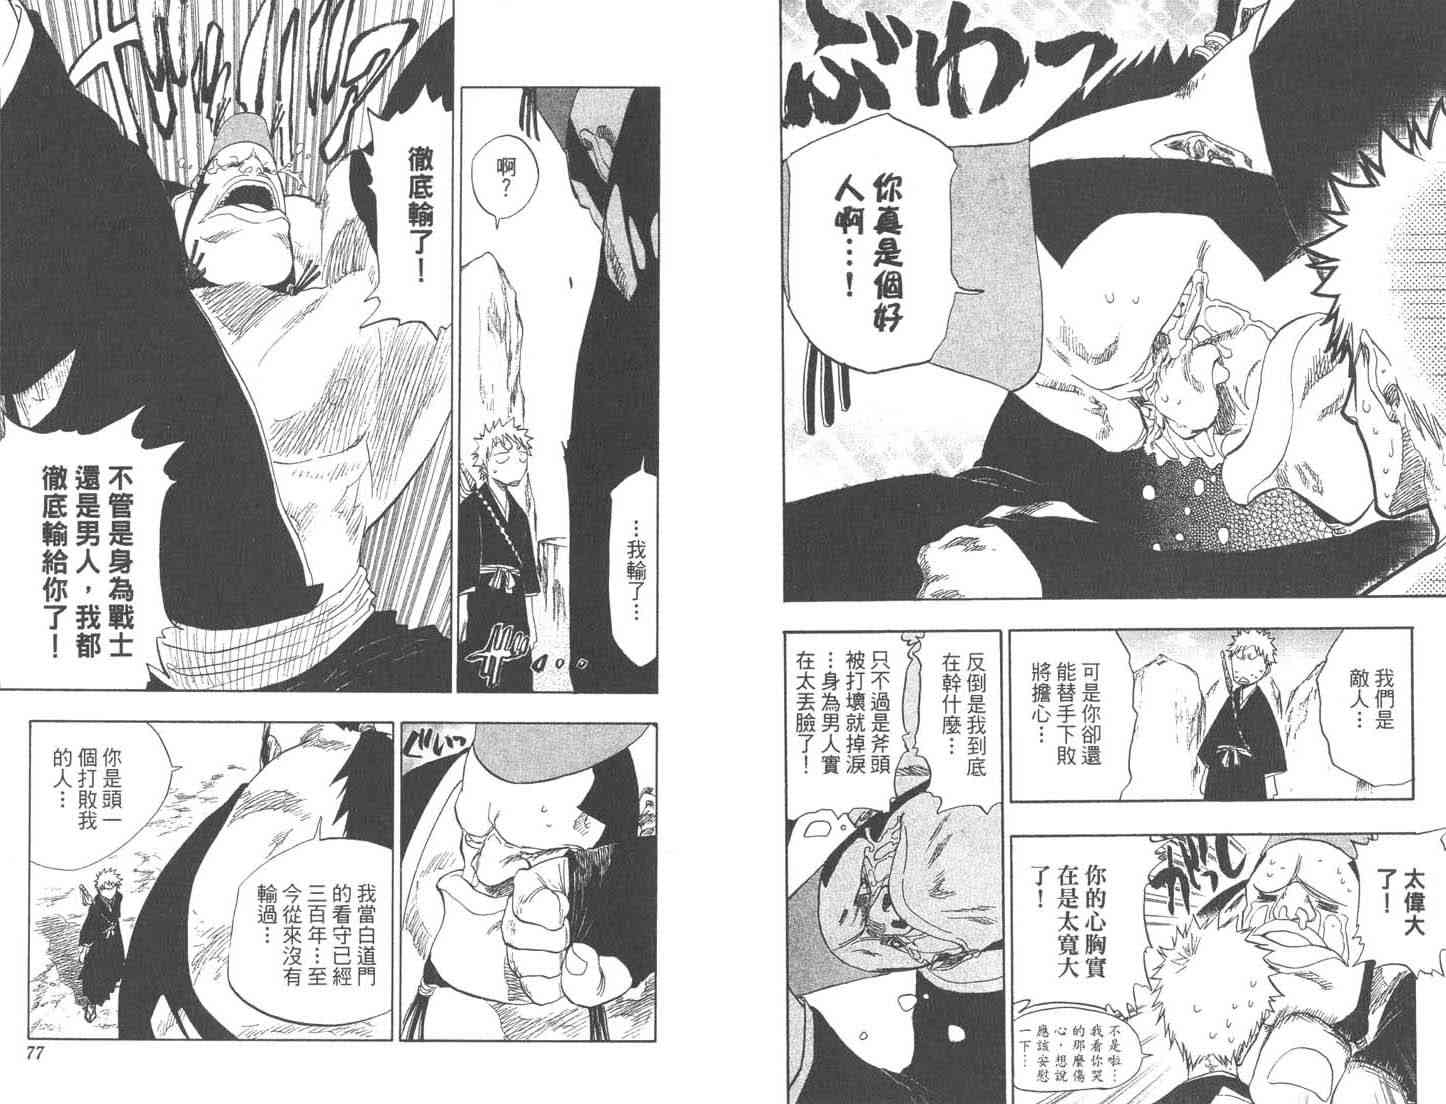 ぶわっ
你真是個好
人啊…！
我們是
敵人…
可是你卻還
能替手下敗
將擔心…
反倒是我到底
在幹什麼…
只不過是斧頭
被打壞就掉淚
…身為男人實
在太丟臉了！
太偉大
了！
你的心胸實
在是太寬大
了！
不是啦…
我看你哭
的那麼傷
心，想說
應該安慰
一下…
啊？
…我輸了…
徹底輸了！
不管是身為戰士
還是男人，我都
徹底輸給你了！
ぐいっ
我當白道門
的看守已經
三百年…至
今從來沒有
輸過…
你是頭一
個打敗我
的人…
77